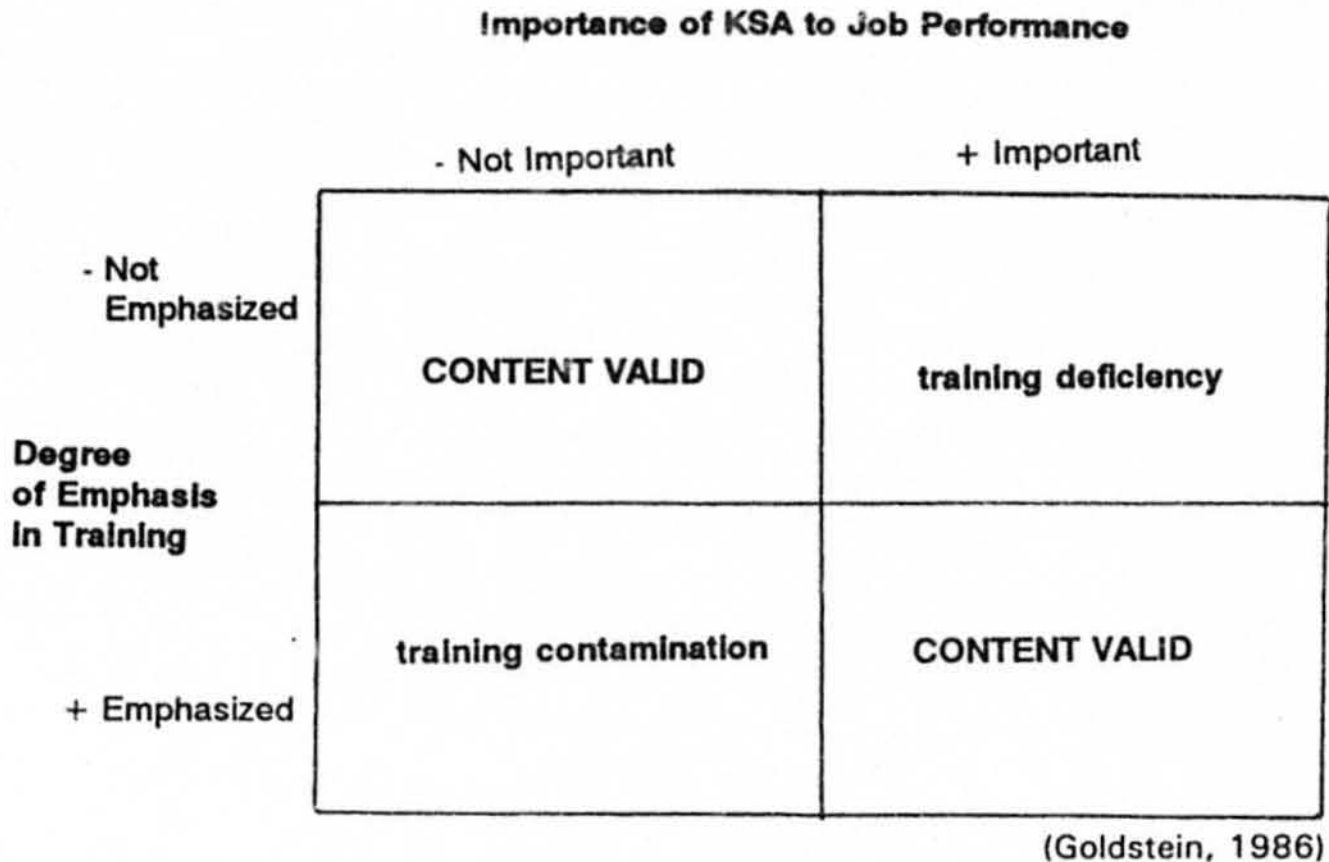 Importance of KSA to Job Performance
- Not Important + Important
- Not
Emphasized
CONTENT VALID training deficiency
Degree
of Emphasis
in Training
training contamination CONTENT VALID
+ Emphasized
(Goldstein, 1986)